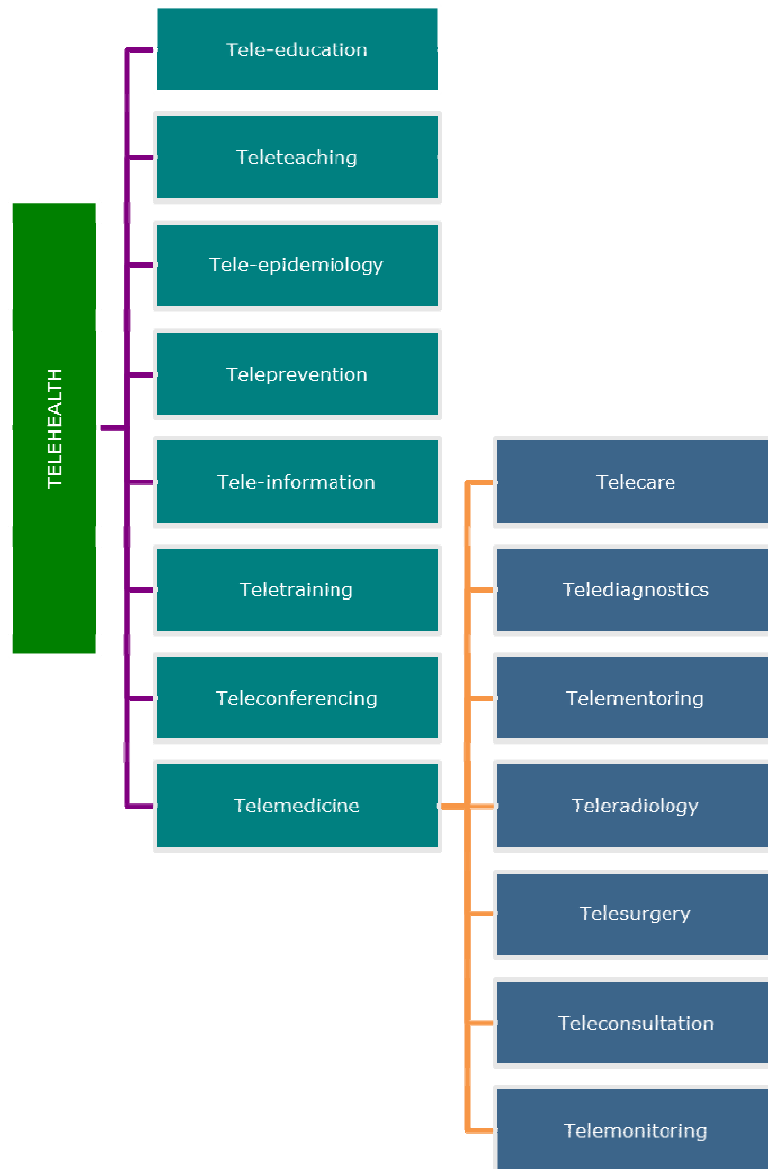 TELEHEALTH
Tele-education
Teleteaching
Tele-epidemiology
Teleprevention
Tele-information
Teletraining
Teleconferencing
Telemedicine
Telecare
Telediagnostics
Telementoring
Teleradiology
Telesurgery
Teleconsultation
Telemonitoring